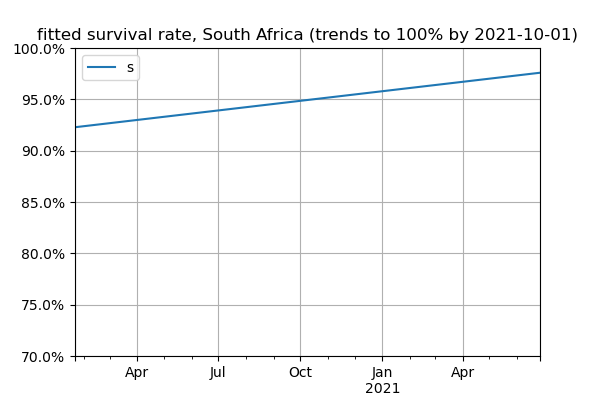 fitted survival rate, South Africa (trends to 100% by 2021-10-01)
100.0%
s
95.0%
90.0%
85.0%
80.0%
75.0%
70.0%
Apr Jul Oct Jan Apr
2021